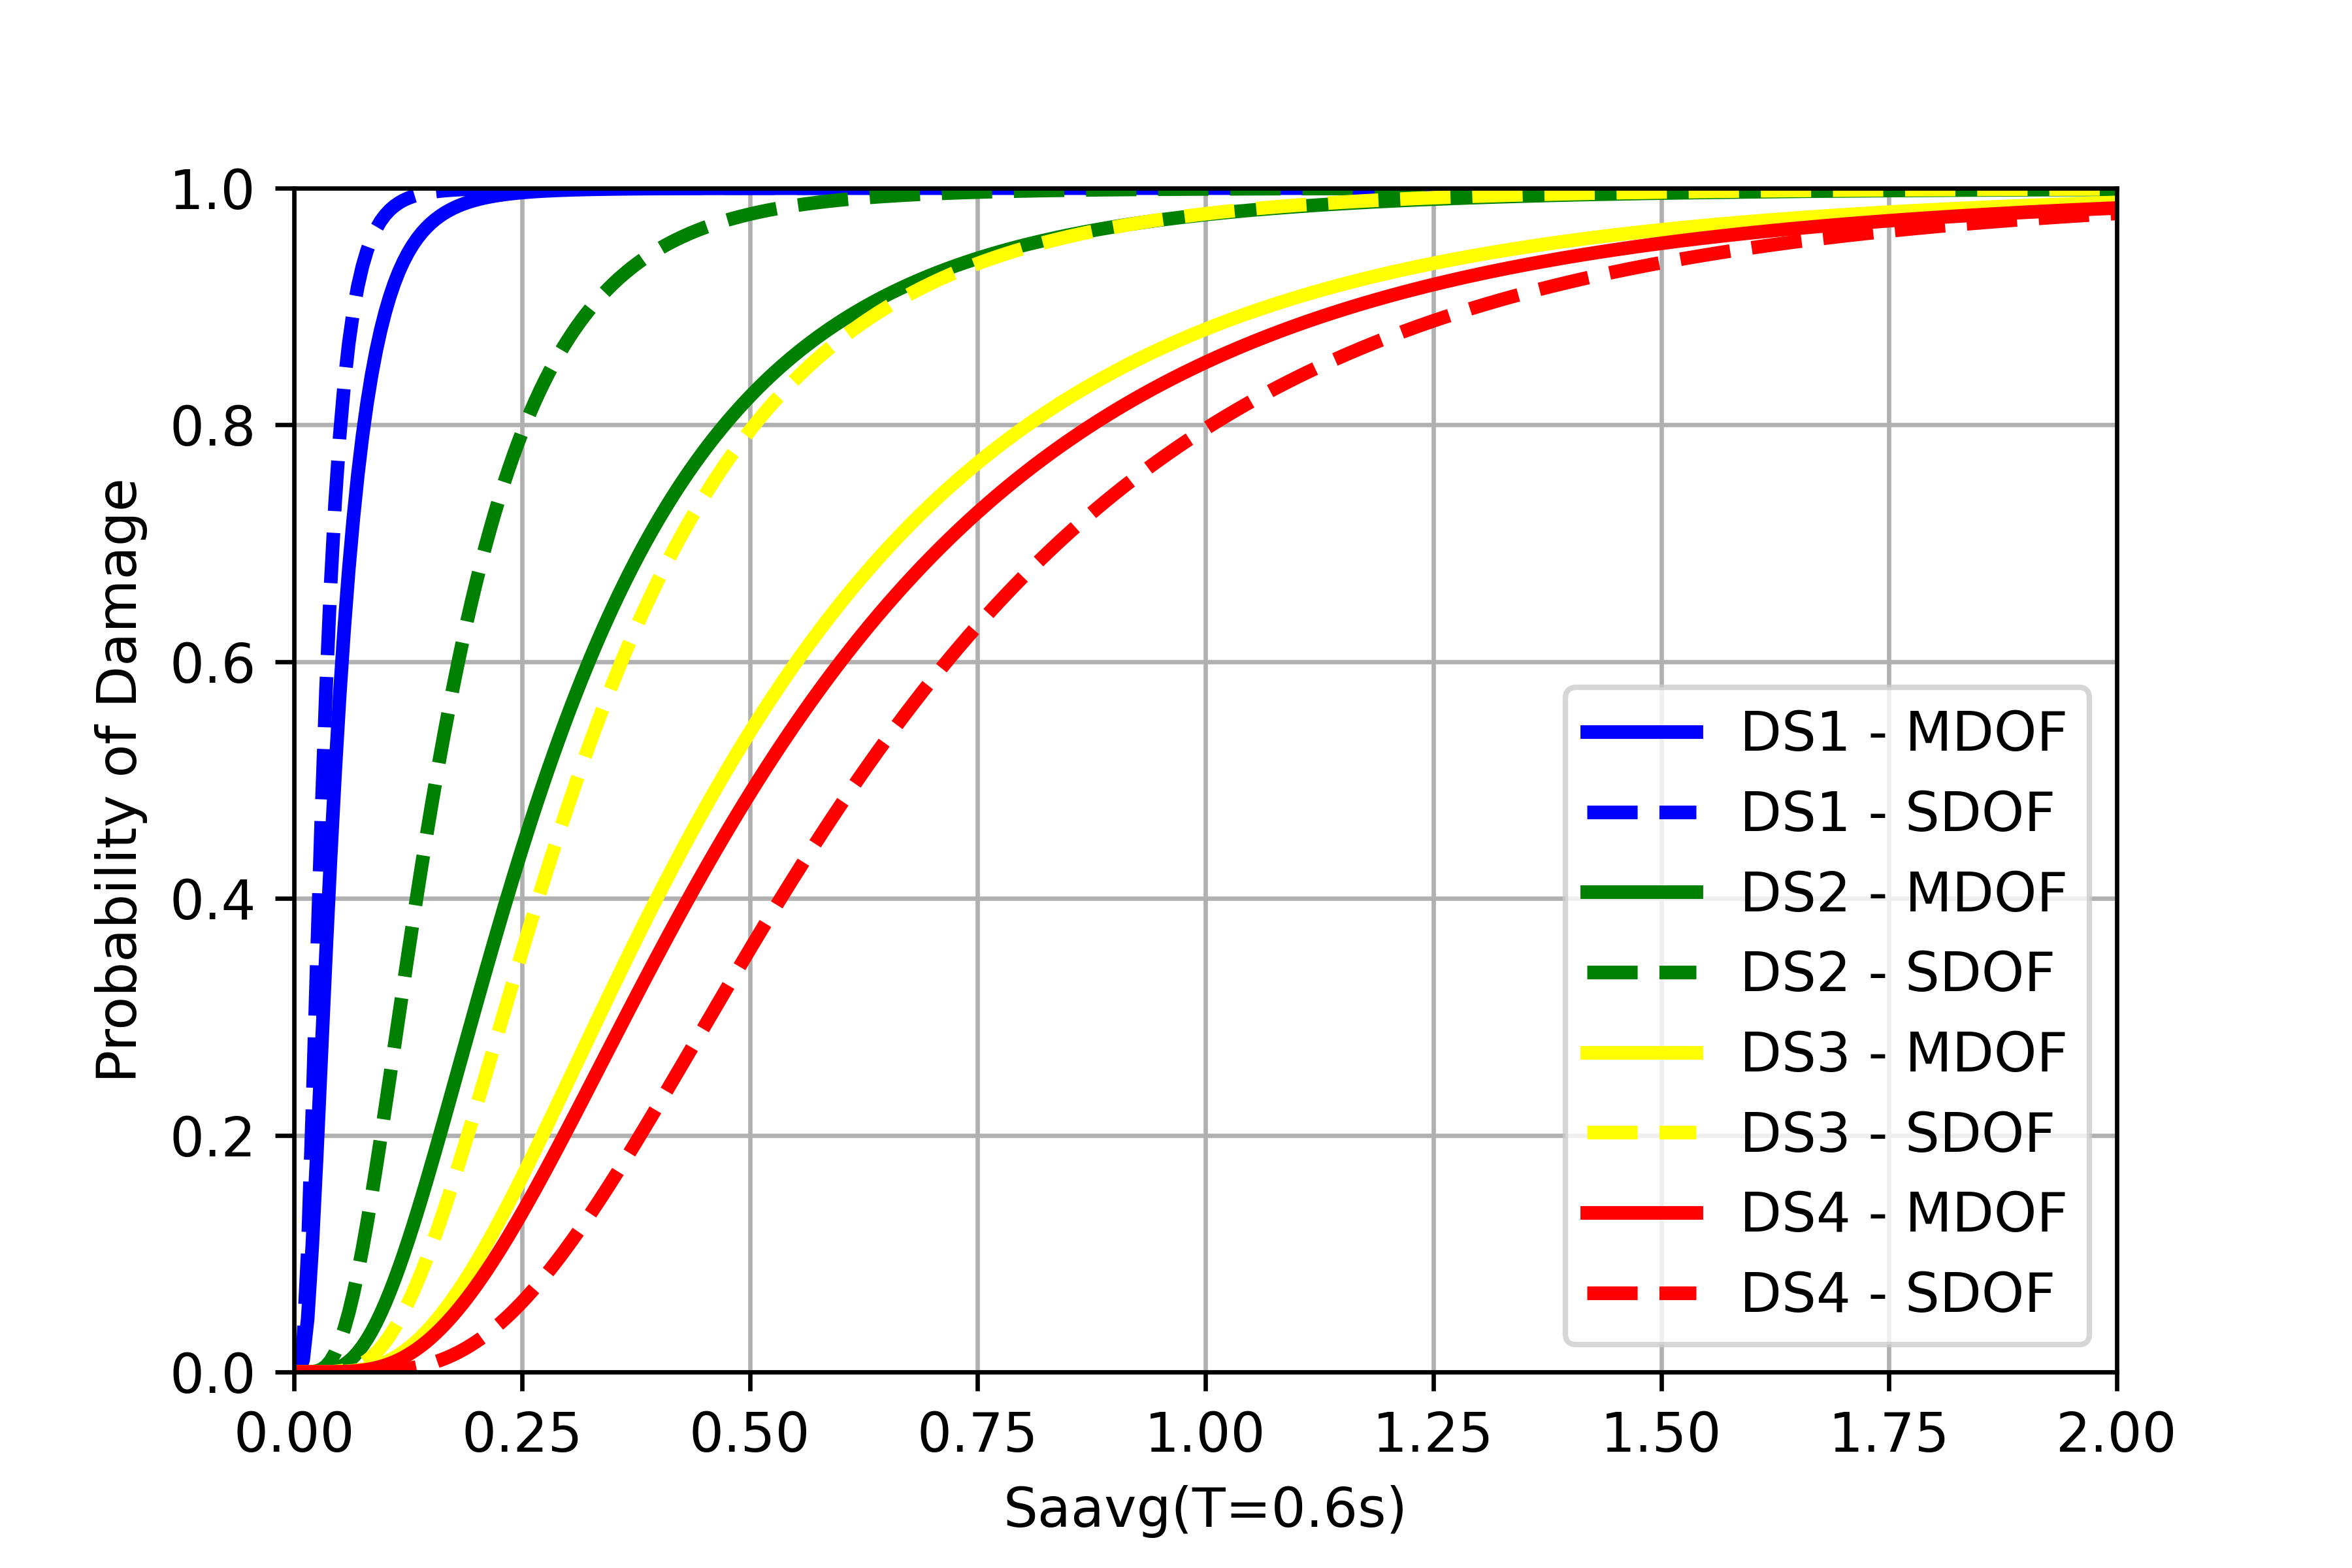 1.0
0.8
0.6
0.4
0.2
0.0
Probability of Damage
0.00 0.25 0.50 0.75 1.00 1.25 1.50 1.75 2.00
Saavg(T=0.6s)
DS1 - MDOF
DS1 - SDOF
DS2 - MDOF
DS2 - SDOF
DS3 - MDOF
DS3 - SDOF
DS4 - MDOF
DS4 - SDOF